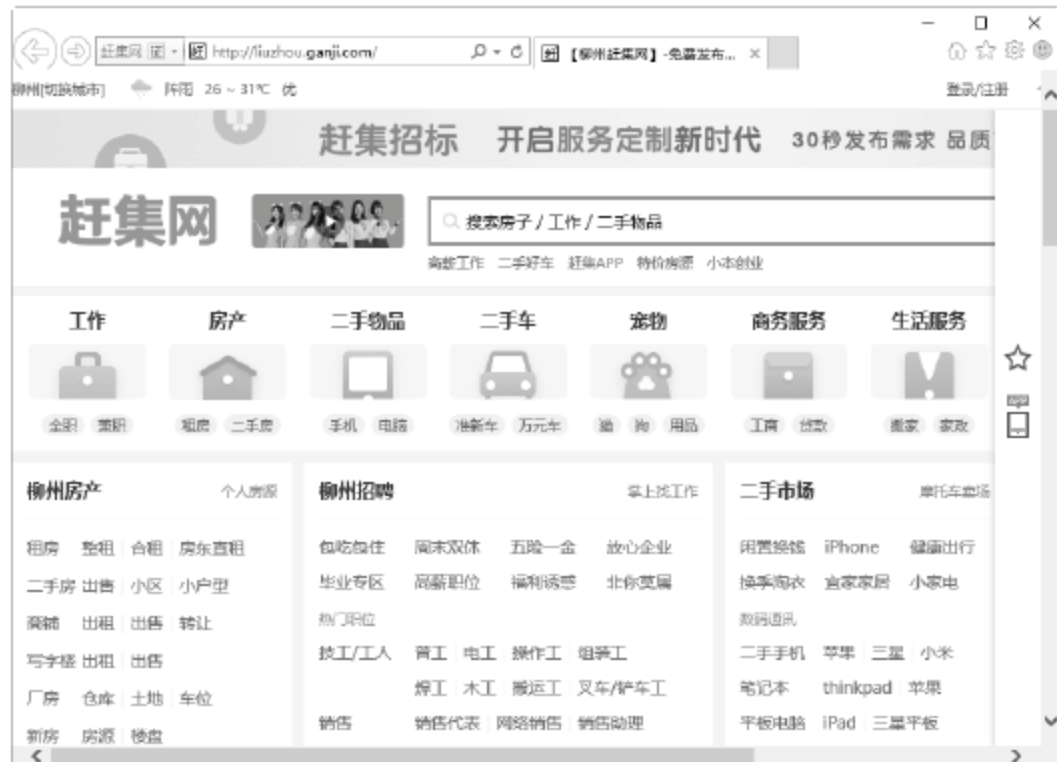 赶集网
http://liuzhou.ganji.com/
【柳州赶集网】-免费发布...
柳州[切换城市] 阵雨 26 ~ 31℃ 优 登录/注册
赶集招标 开启服务定制新时代 30秒发布需求 品质
赶集网
搜索房子 / 工作 / 二手物品
高薪工作 二手好车 赶集APP 特价房源 小本创业
工作 房产 二手物品 二手车 宠物 商务服务 生活服务
全职 兼职 租房 二手房 手机 电脑 准新车 万元车 猫 狗 用品 工商 贷款 搬家 家政
APP
柳州房产 个人房源
租房 整租 合租 房东直租
二手房 出售 小区 小户型
商铺 出租 出售 转让
写字楼 出租 出售
厂房 仓库 土地 车位
新房 房源 楼盘
柳州招聘 掌上找工作
包吃包住 周末双休 五险一金 放心企业
毕业专区 高薪职位 福利诱惑 非你莫属
热门职位
技工/工人 普工 电工 操作工 组装工
焊工 木工 搬运工 叉车/铲车工
销售 销售代表 网络销售 销售助理
二手市场 摩托车卖场
闲置换钱 iPhone 健康出行
换季淘衣 宜家家居 小家电
数码通讯
二手手机 苹果 三星 小米
笔记本 thinkpad 苹果
平板电脑 iPad 三星平板